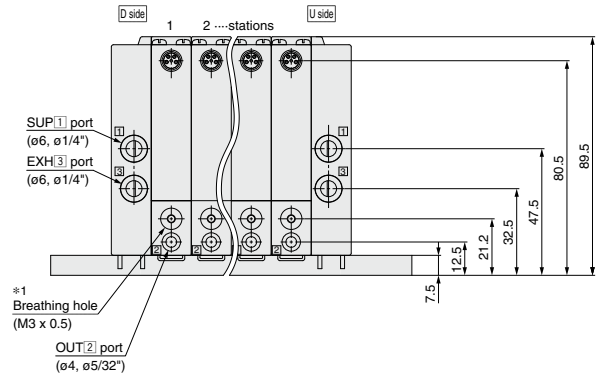 D side
U side
1 2 ····stations
SUP 1 port
(ø6, ø1/4")
EXH 3 port
(ø6, ø1/4")
1
3
1
3
2
2
2
*1
Breathing hole
(M3 x 0.5)
OUT 2 port
(ø4, ø5/32")
7.5
12.5
21.2
32.5
47.5
80.5
89.5